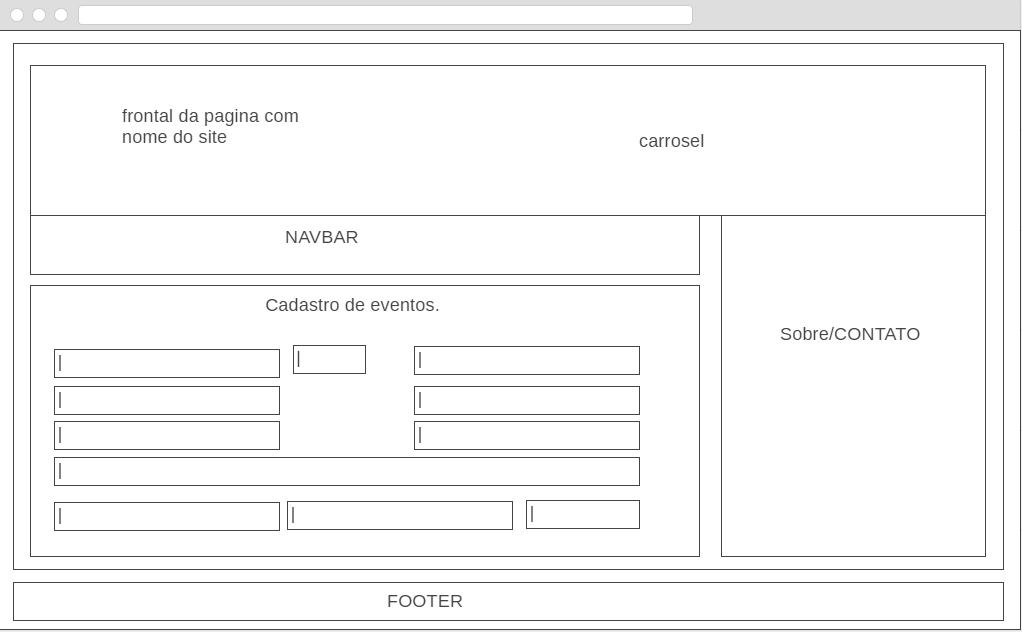 frontal da pagina com
nome do site
carrosel
NAVBAR
Cadastro de eventos.
Sobre/CONTATO
FOOTER